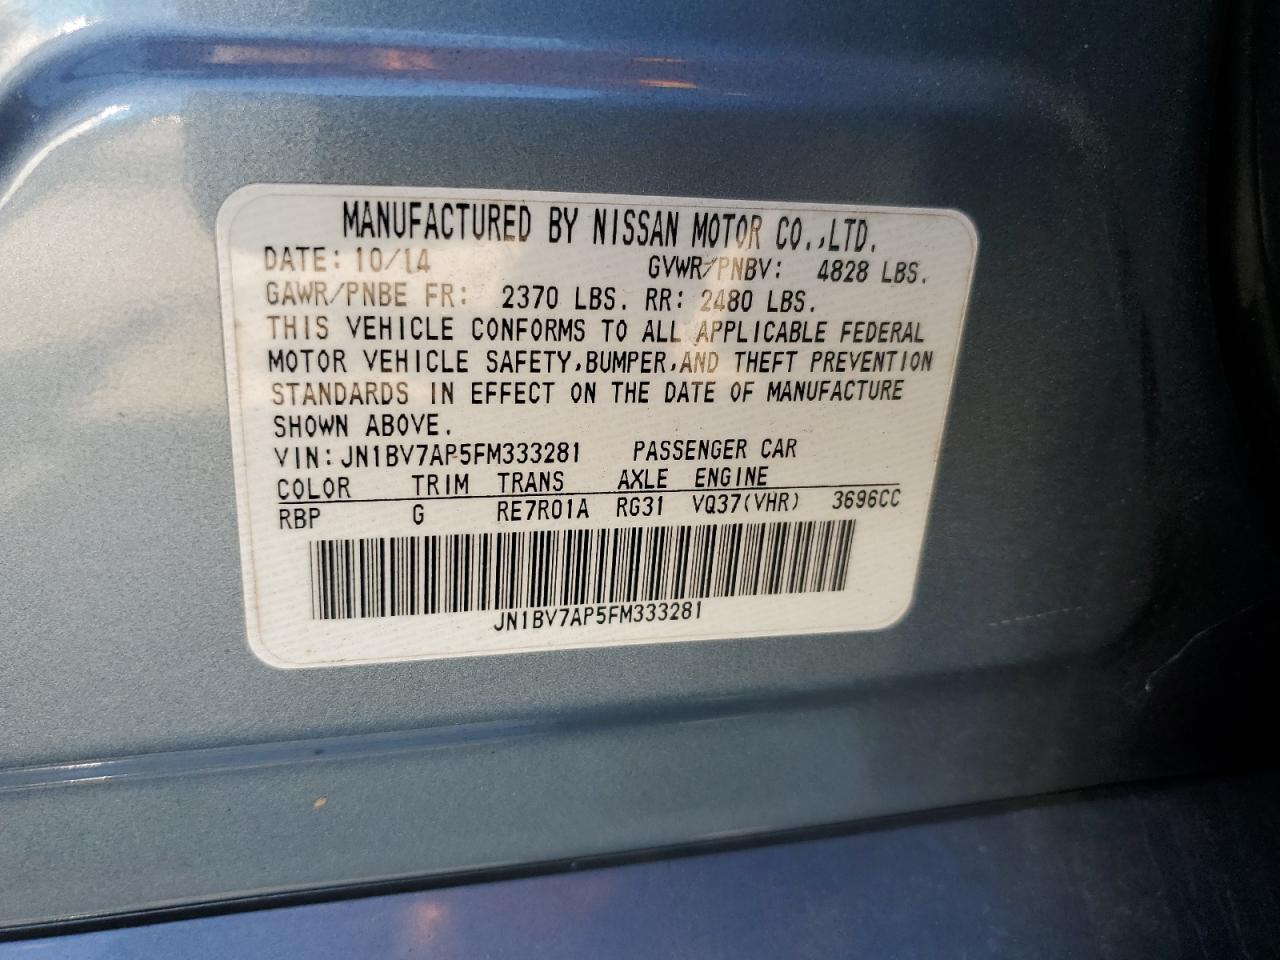 MANUFACTURED BY NISSAN MOTOR CO.,LTD.
DATE: 10/14 GVWR/PNBV: 4828 LBS.
GAWR/PNBE FR: 2370 LBS. RR: 2480 LBS.
THIS VEHICLE CONFORMS TO ALL APPLICABLE FEDERAL
MOTOR VEHICLE SAFETY,BUMPER,AND THEFT PREVENTION
STANDARDS IN EFFECT ON THE DATE OF MANUFACTURE
SHOWN ABOVE.
VIN:JN1BV7AP5FM333281 PASSENGER CAR
COLOR TRIM TRANS AXLE ENGINE
RBP G RE7R01A RG31 VQ37(VHR) 3696CC
JN1BV7AP5FM333281